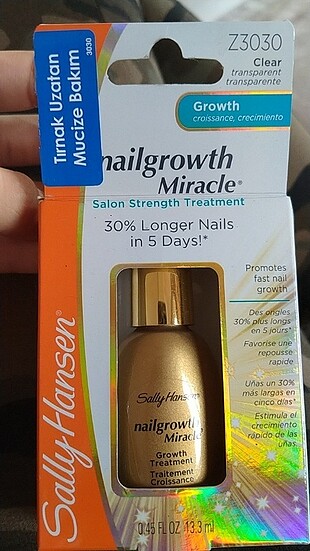 Tırnak Uzatan
Mucize Bakım
3030
Z3030
Clear
transparent
transparente
Growth
croissance, crecimiento
nailgrowth
Miracle®
Salon Strength Treatment
30% Longer Nails
in 5 Days!*
Promotes
fast nail
growth
Des ongles
30% plus longs
en 5 jours*
Favorise une
repousse
rapide
Uñas un 30%
más largas en
cinco días*
Estimula el
crecimiento
rápido de las
uñas
Sally Hansen®
Sally Hansen
nailgrowth
Miracle
Growth
Treatment
Traitement
Croissance
0.45 FL OZ 13.3 ml